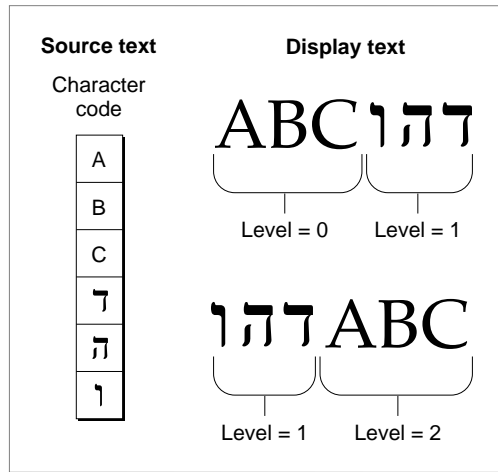 Source text
Character
code
A
B
C
ד
ה
ו
Display text
ABCדהו
Level = 0 Level = 1
דהוABC
Level = 1 Level = 2